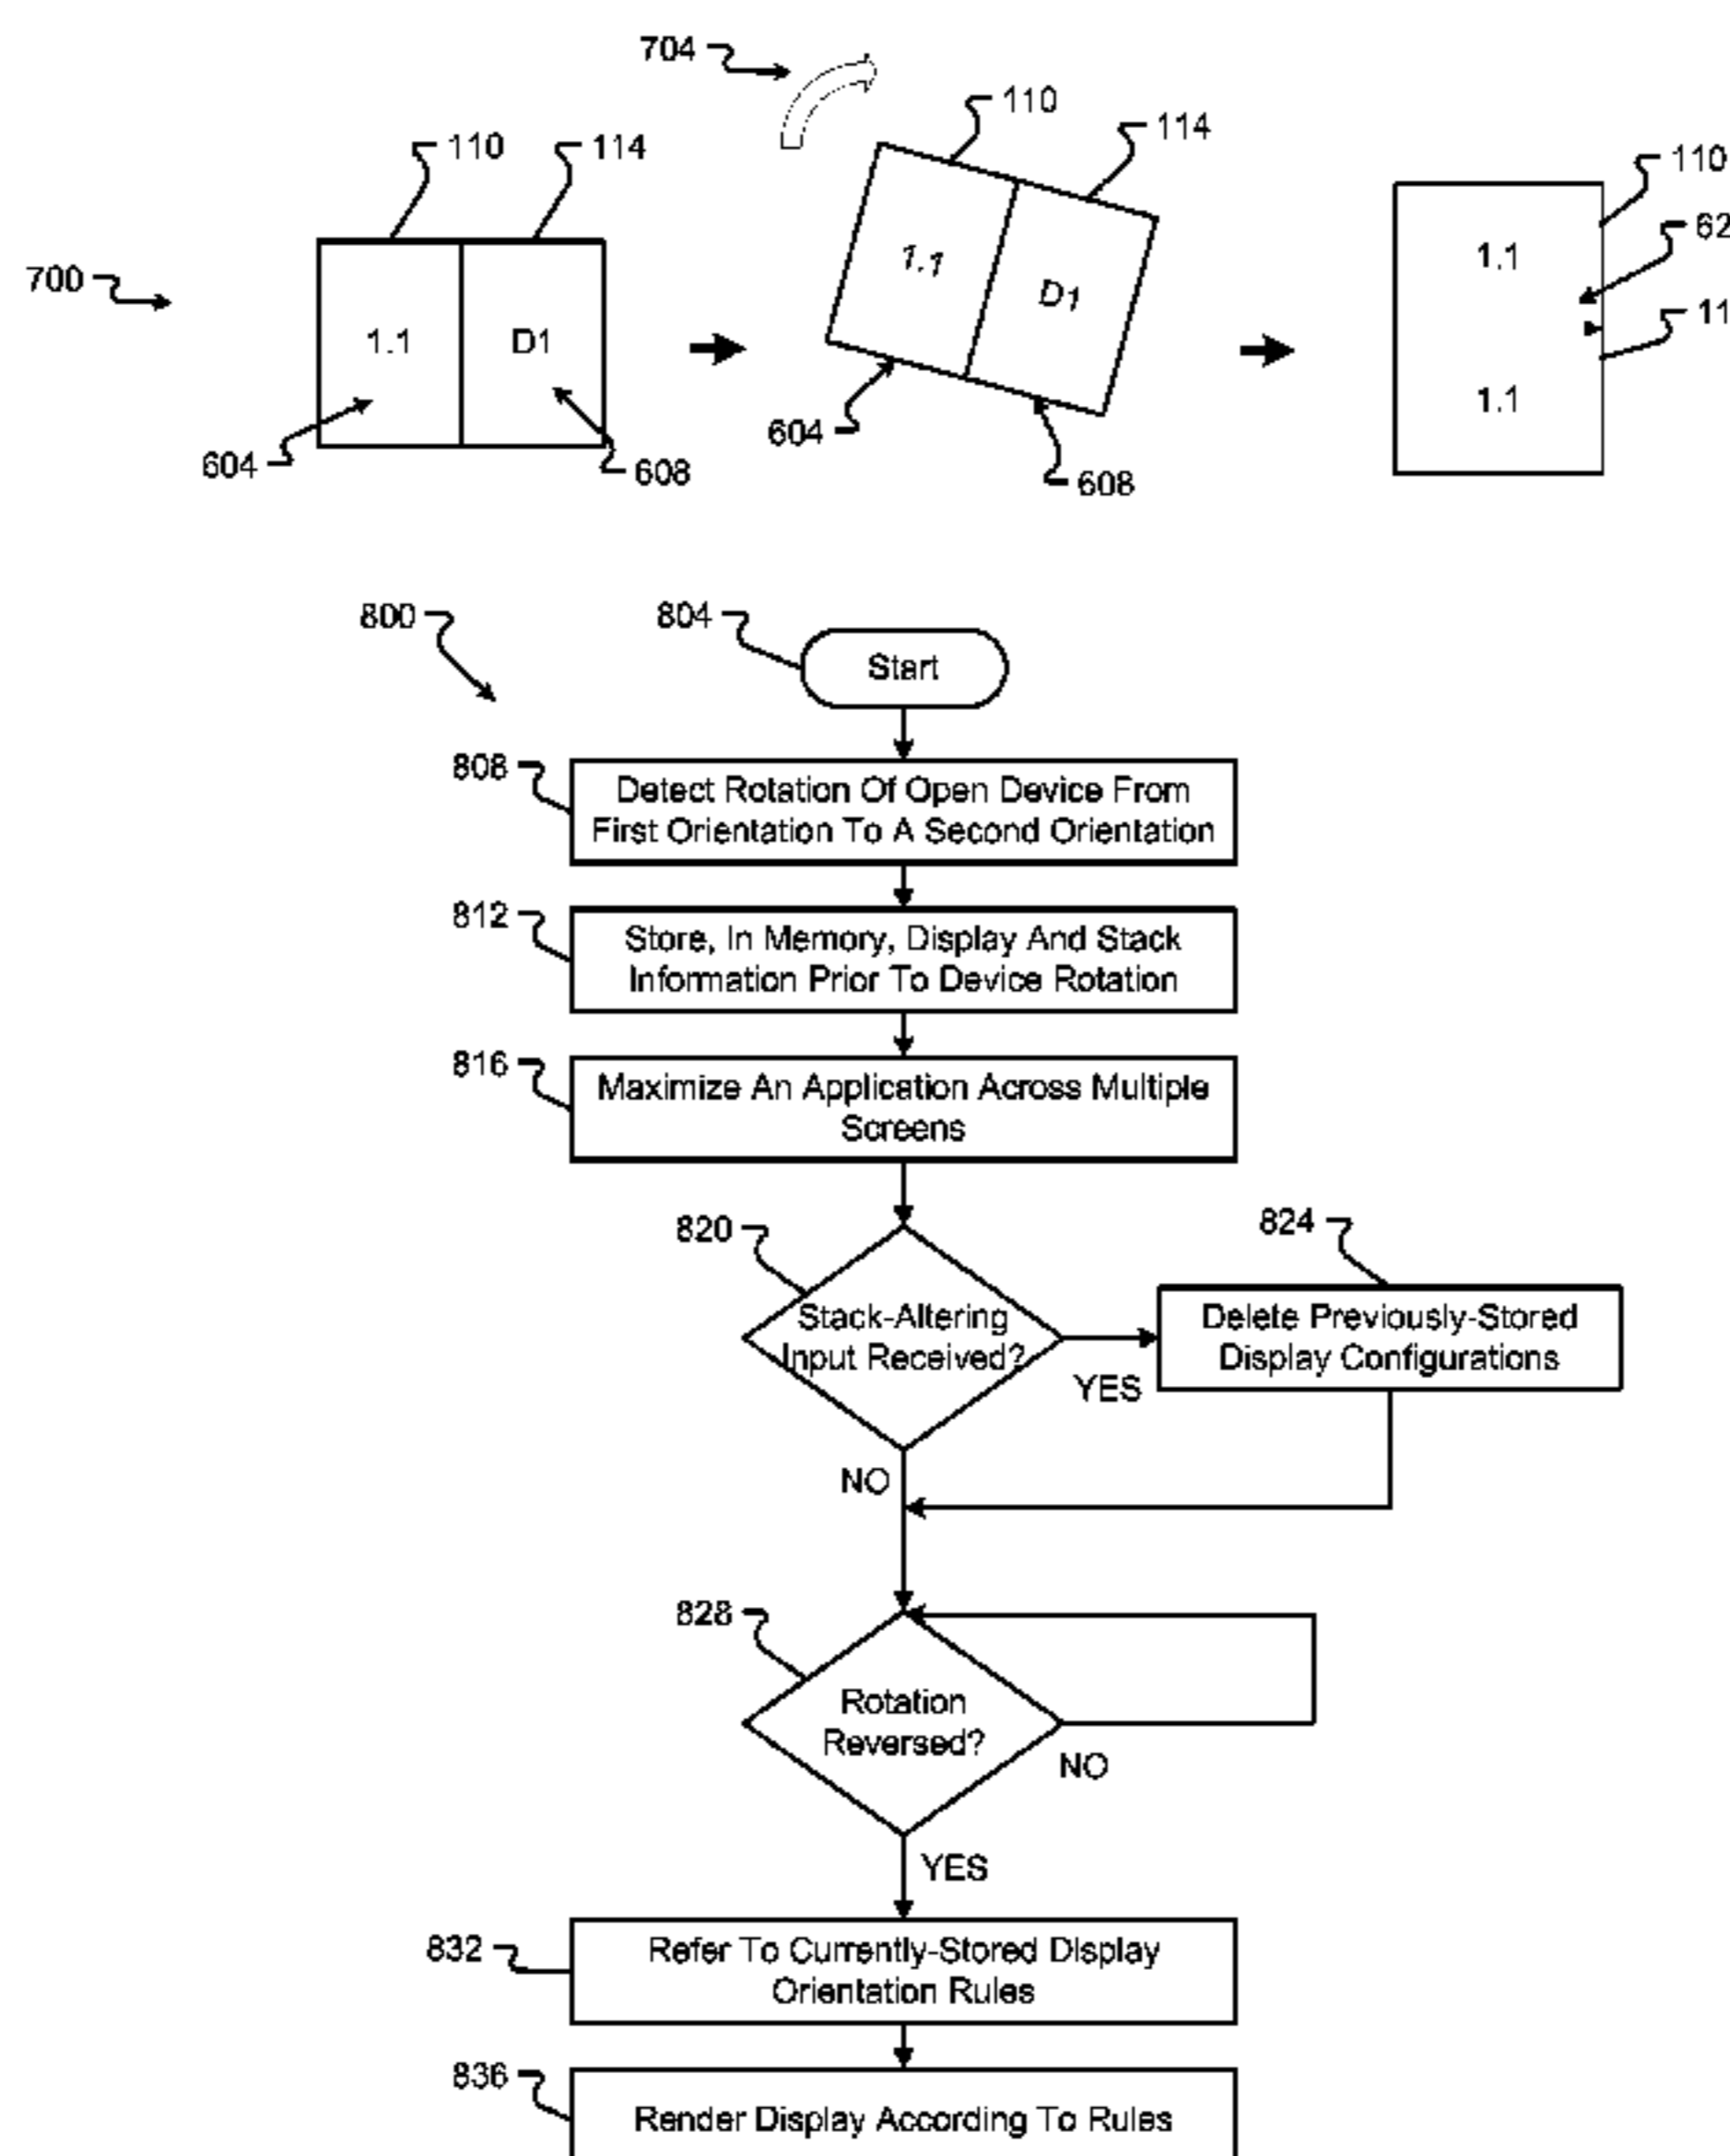 704
110
114
110
114
110
700
1.1
D1
1.1
D1
1.1
1.1
604
608
604
608
800
804
Start
808
Detect Rotation Of Open Device From
First Orientation To A Second Orientation
812
Store, In Memory, Display And Stack
Information Prior To Device Rotation
816
Maximize An Application Across Multiple
Screens
820
Stack-Altering
Input Received?
YES
824
Delete Previously-Stored
Display Configurations
NO
828
Rotation
Reversed?
NO
YES
832
Refer To Currently-Stored Display
Orientation Rules
836
Render Display According To Rules